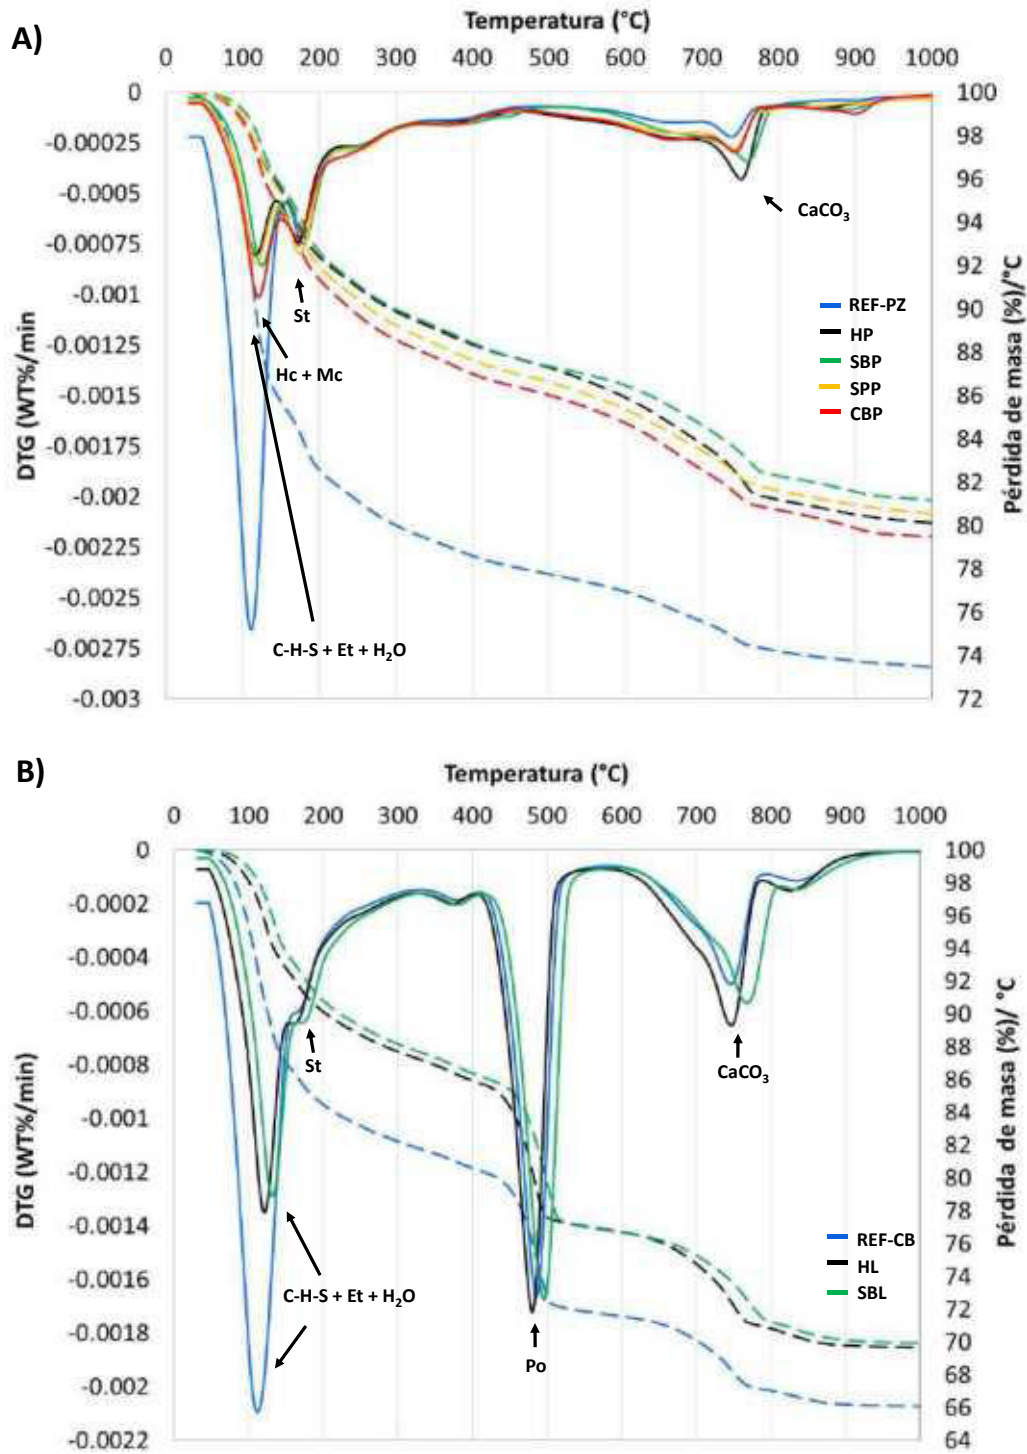 A)
Temperatura (°C)
0 100 200 300 400 500 600 700 800 900 1000
0
-0.00025
-0.0005
-0.00075
-0.001
-0.00125
-0.0015
-0.00175
-0.002
-0.00225
-0.0025
-0.00275
-0.003
DTG (WT%/min
100
98
96
94
92
90
88
86
84
82
80
78
76
74
72
Pérdida de masa (%)/°C
CaCO3
St
Hc + Mc
C-H-S + Et + H2O
REF-PZ
HP
SBP
SPP
CBP
B)
Temperatura (°C)
0 100 200 300 400 500 600 700 800 900 1000
0
-0.0002
-0.0004
-0.0006
-0.0008
-0.001
-0.0012
-0.0014
-0.0016
-0.0018
-0.002
-0.0022
DTG (WT%/min)
100
98
96
94
92
90
88
86
84
82
80
78
76
74
72
70
68
66
64
Pérdida de masa (%)/ °C
St
CaCO3
C-H-S + Et + H2O
Po
REF-CB
HL
SBL